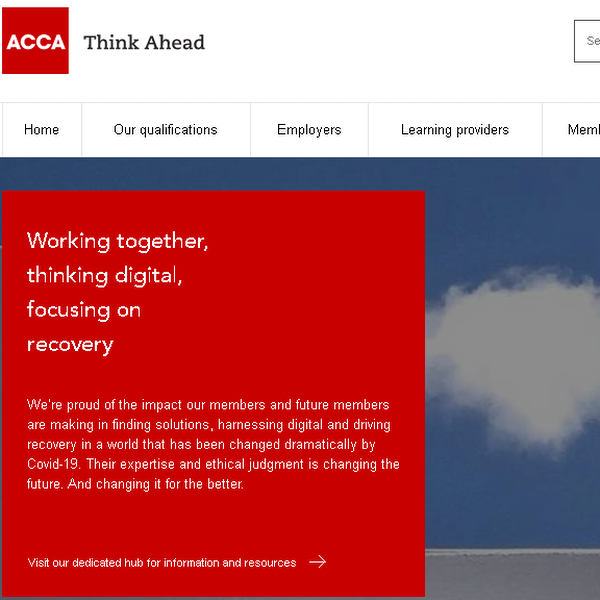 ACCA
Think Ahead
Se
Home
Our qualifications
Employers
Learning providers
Memb
Working together,
thinking digital,
focusing on
recovery
We're proud of the impact our members and future members
are making in finding solutions, harnessing digital and driving
recovery in a world that has been changed dramatically by
Covid-19. Their expertise and ethical judgment is changing the
future. And changing it for the better.
Visit our dedicated hub for information and resources